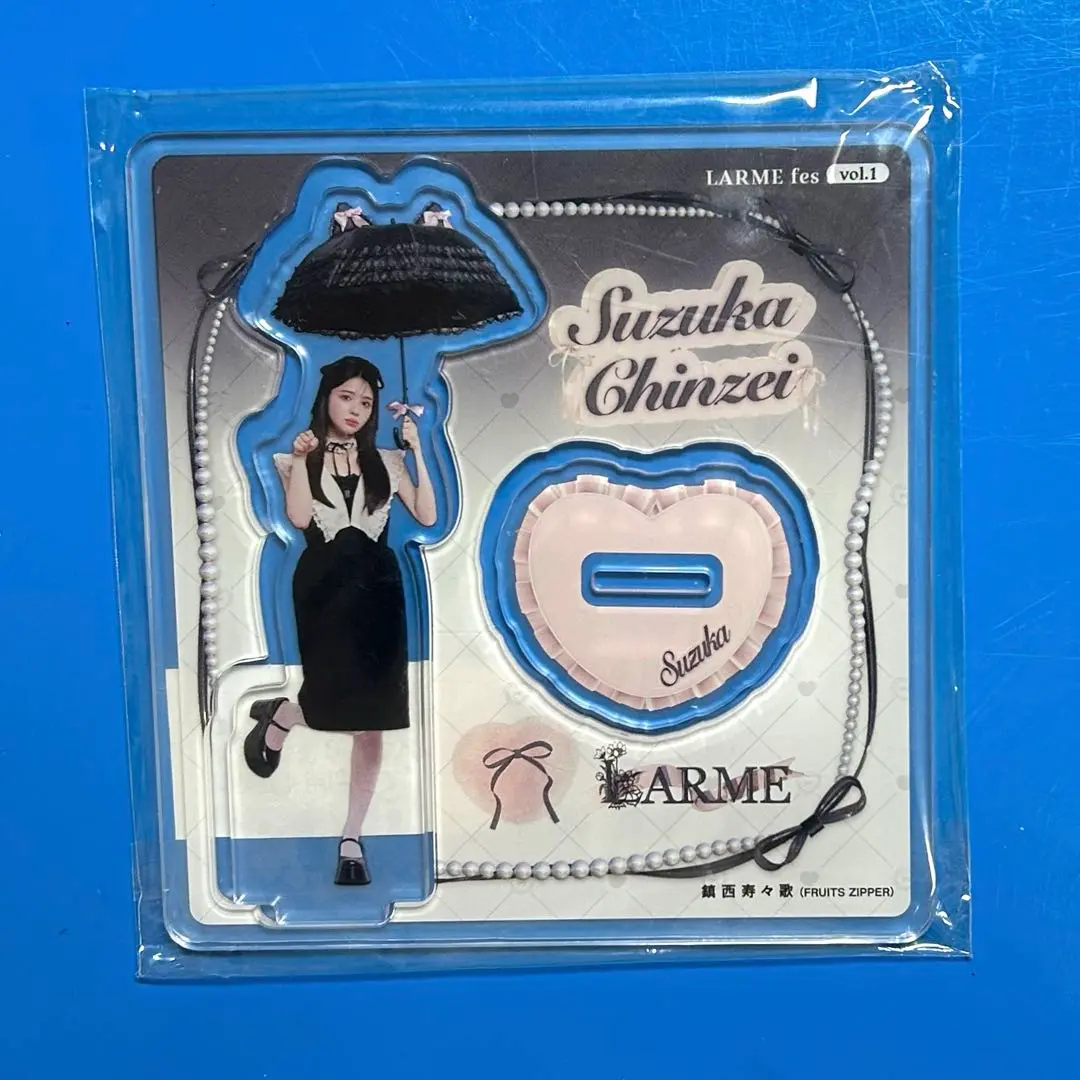 LARME fes vol.1
Suzuka
Chinzei
Suzuka
LARME
鎮西寿々歌 (FRUITS ZIPPER)